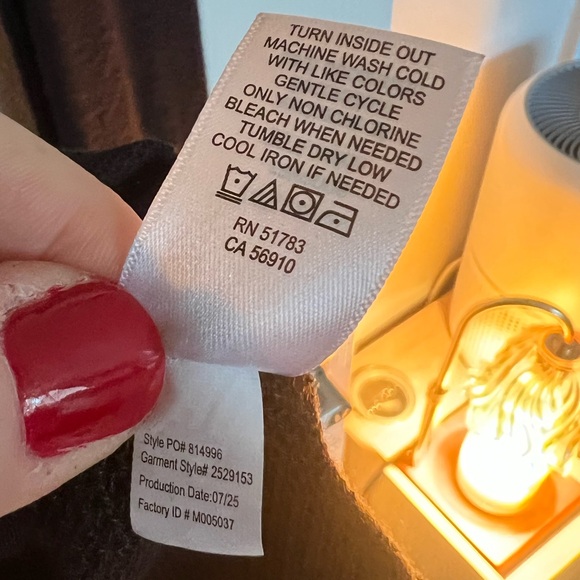 TURN INSIDE OUT
MACHINE WASH COLD
WITH LIKE COLORS
GENTLE CYCLE
ONLY NON CHLORINE
BLEACH WHEN NEEDED
TUMBLE DRY LOW
COOL IRON IF NEEDED
RN 51783
CA 56910
Style PO# 814996
Garment Style# 2529153
Production Date:07/25
Factory ID # M005037